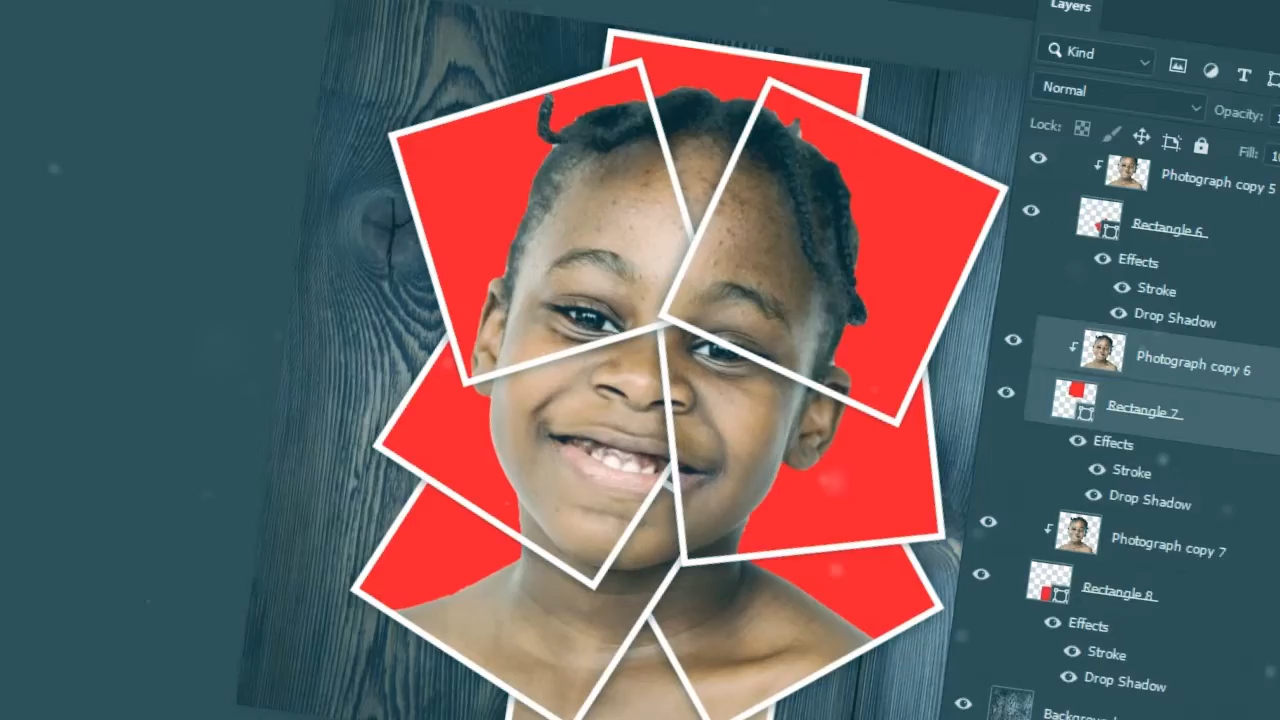 Layers
Kind
Normal
Opacity:
Lock:
Fill:
Photograph copy 5
Rectangle 6
Effects
Stroke
Drop Shadow
Photograph copy 6
Rectangle 7
Effects
Stroke
Drop Shadow
Photograph copy 7
Rectangle 8
Effects
Stroke
Drop Shadow